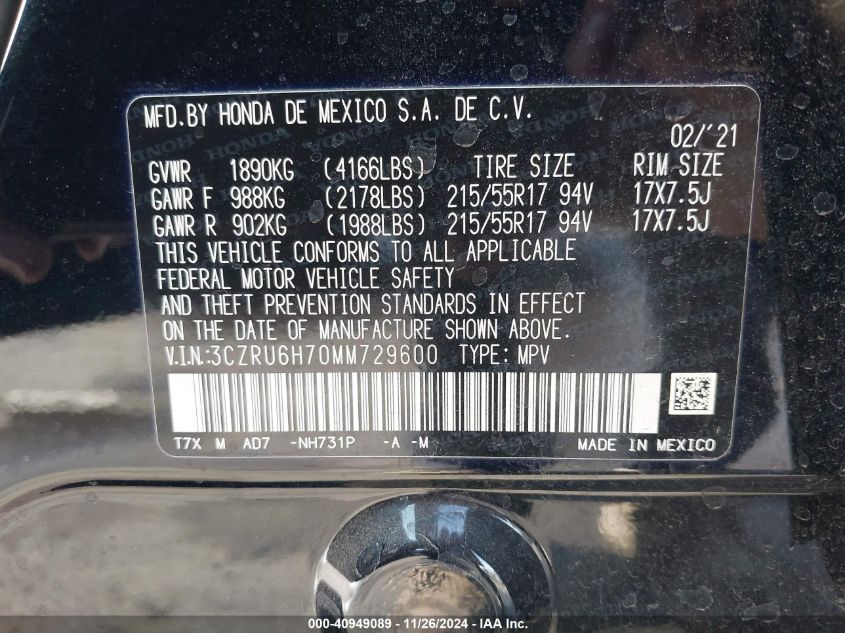 MFD.BY HONDA DE MEXICO S.A. DE C.V.
02/'21
GVWR 1890KG (4166LBS) TIRE SIZE RIM SIZE
GAWR F 988KG (2178LBS) 215/55R17 94V 17X7.5J
GAWR R 902KG (1988LBS) 215/55R17 94V 17X7.5J
THIS VEHICLE CONFORMS TO ALL APPLICABLE
FEDERAL MOTOR VEHICLE SAFETY
AND THEFT PREVENTION STANDARDS IN EFFECT
ON THE DATE OF MANUFACTURE SHOWN ABOVE.
V.I.N.:3CZRU6H70MM729600 TYPE: MPV
T7X M AD7 -NH731P -A -M MADE IN MEXICO
000-40949089 - 11/26/2024 - IAA Inc.